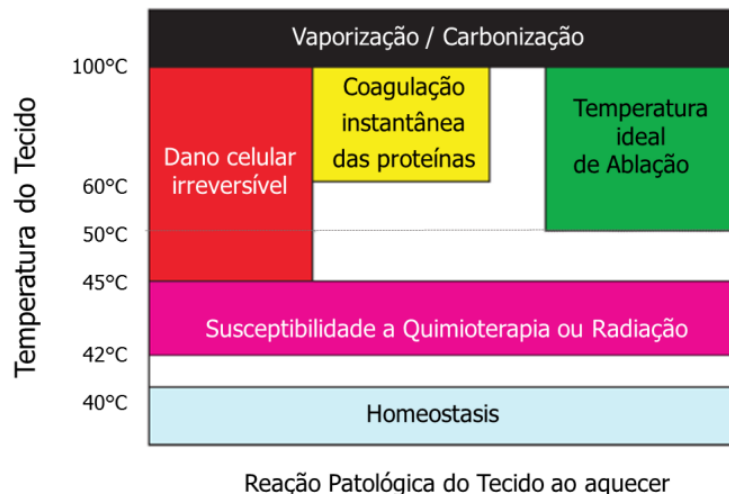 Vaporização / Carbonização
100°C
Coagulação
instantânea
das proteínas
Temperatura
ideal
de Ablação
Dano celular
irreversível
60°C
50°C
45°C
Susceptibilidade a Quimioterapia ou Radiação
42°C
40°C
Homeostasis
Temperatura do Tecido
Reação Patológica do Tecido ao aquecer